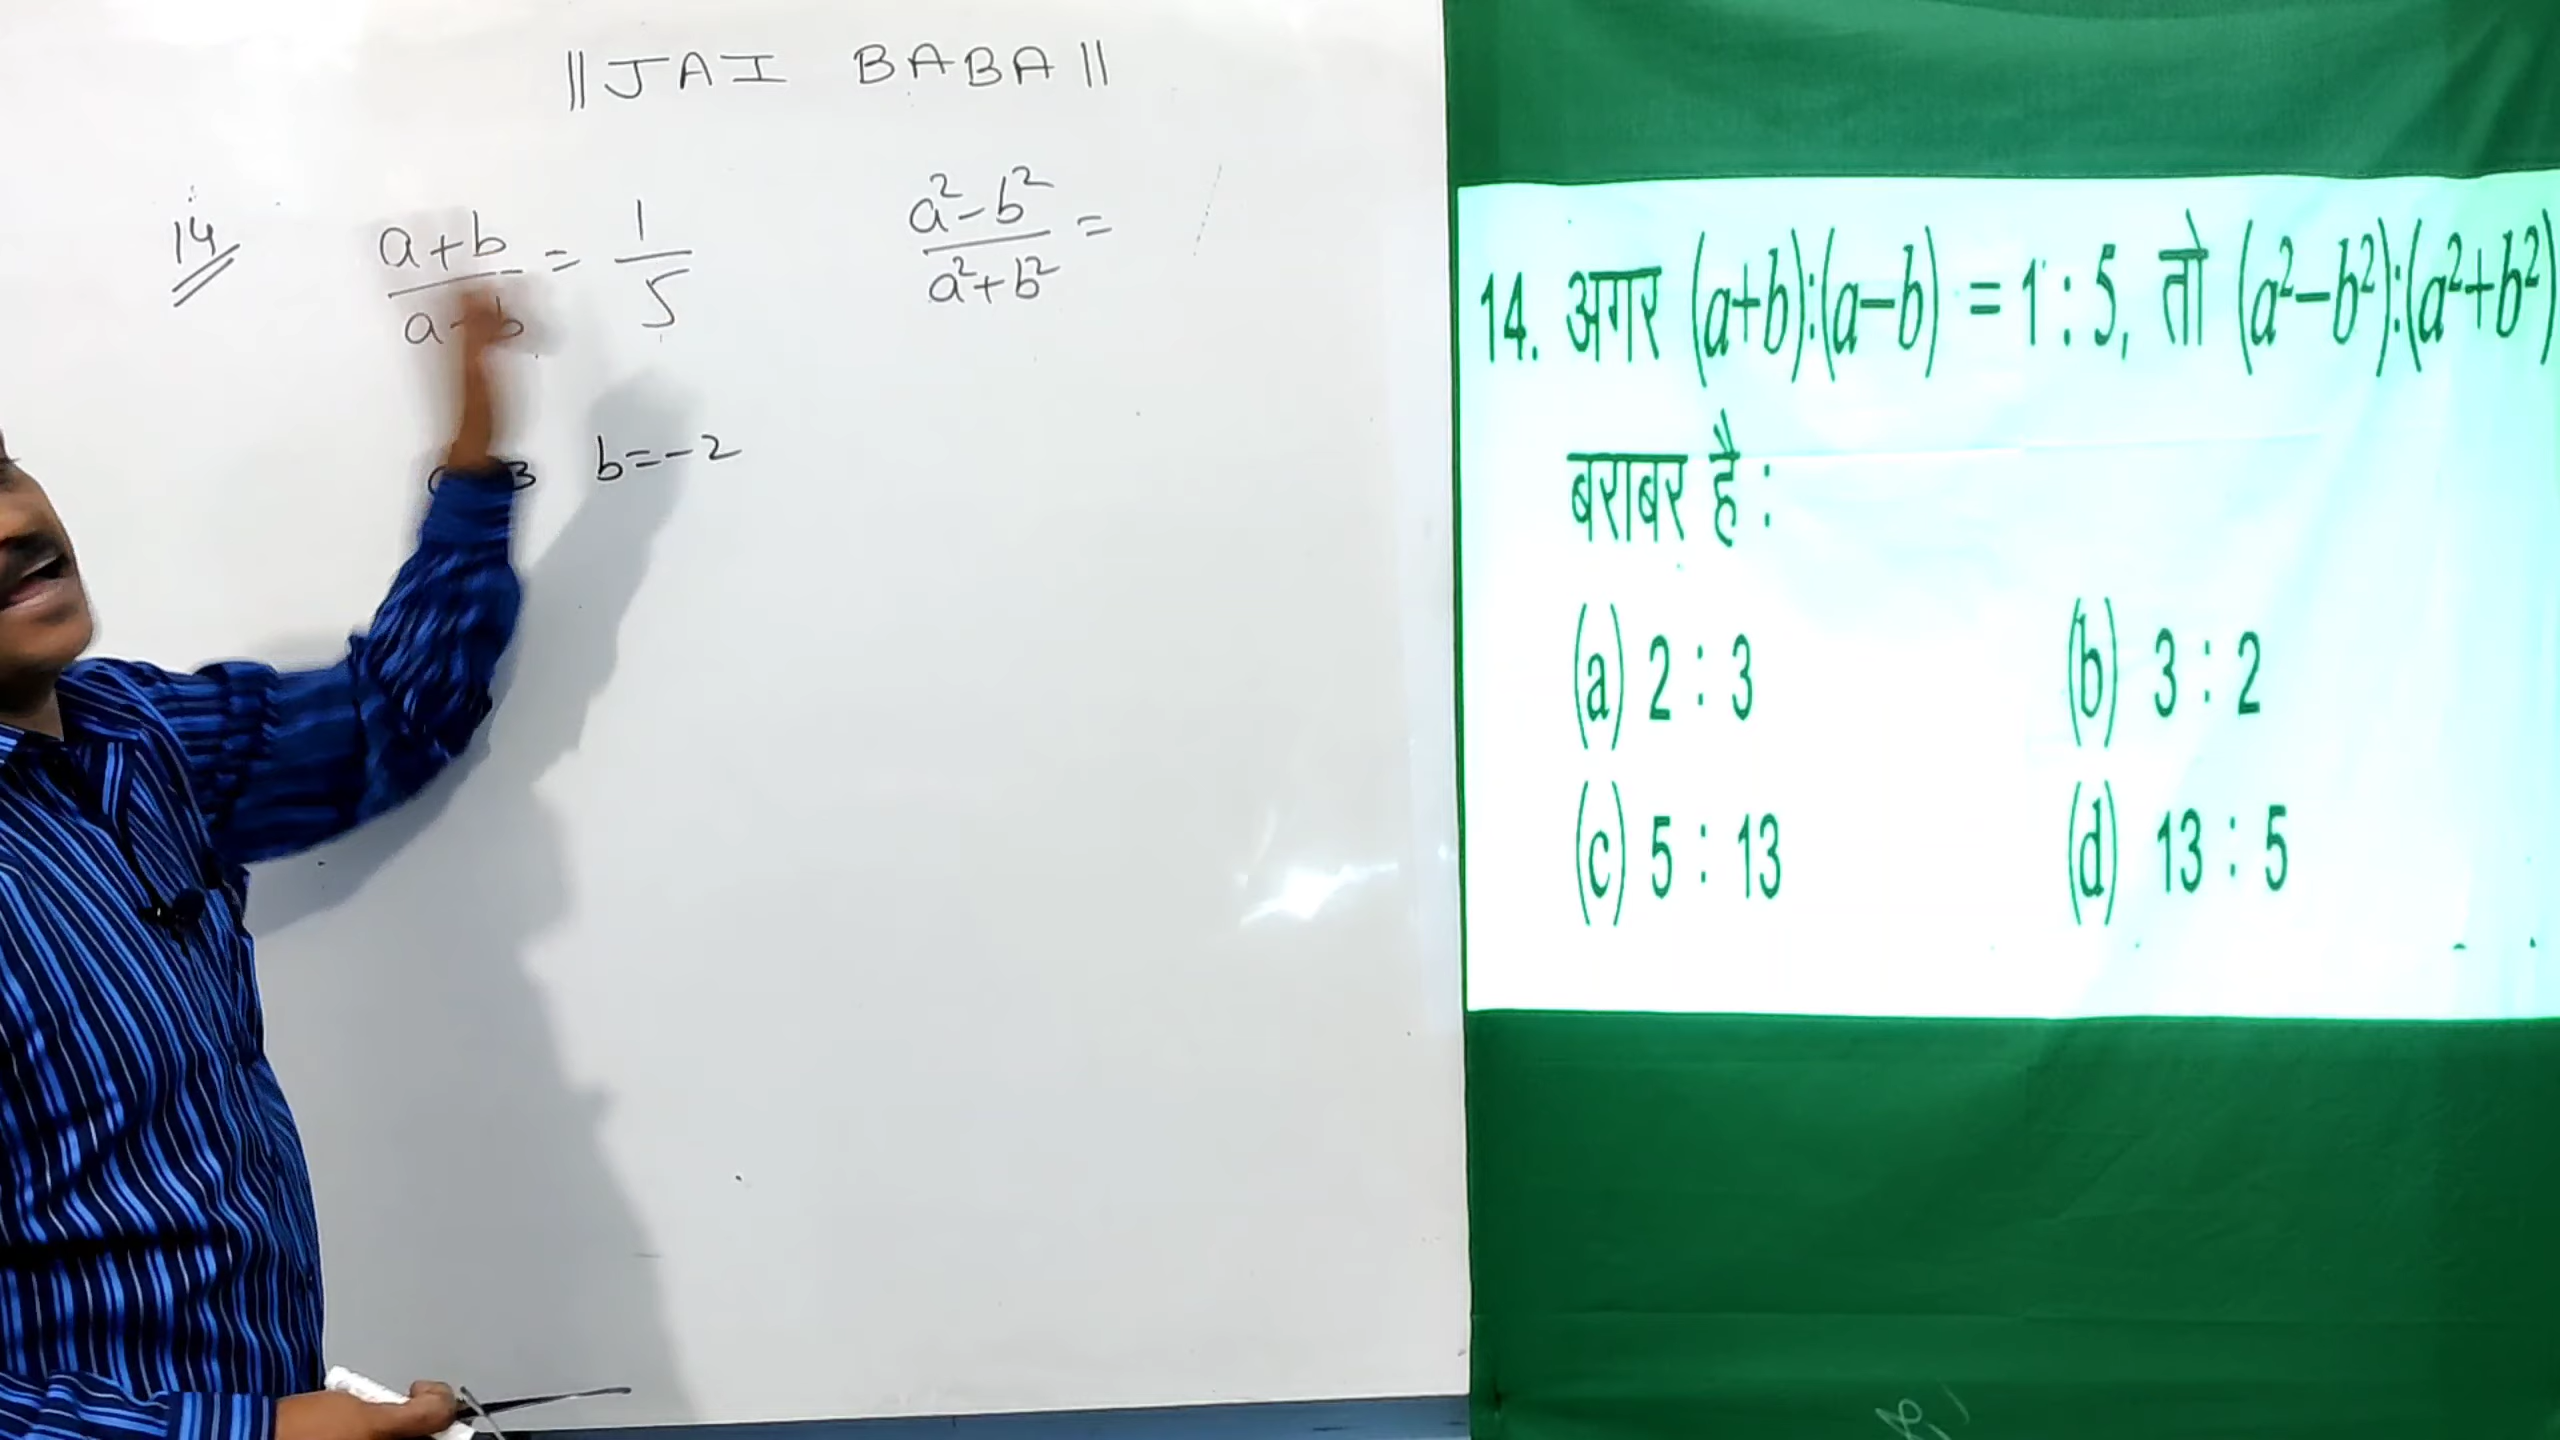 ||JAI BABA||
14 a+b/a-b = 1/5 a²-b²/a²+b² =
b=-2
14. अगर (a+b):(a–b) = 1 : 5, तो (a²–b²):(a²+b²)
बराबर है :
(a) 2 : 3 (b) 3 : 2
(c) 5 : 13 (d) 13 : 5